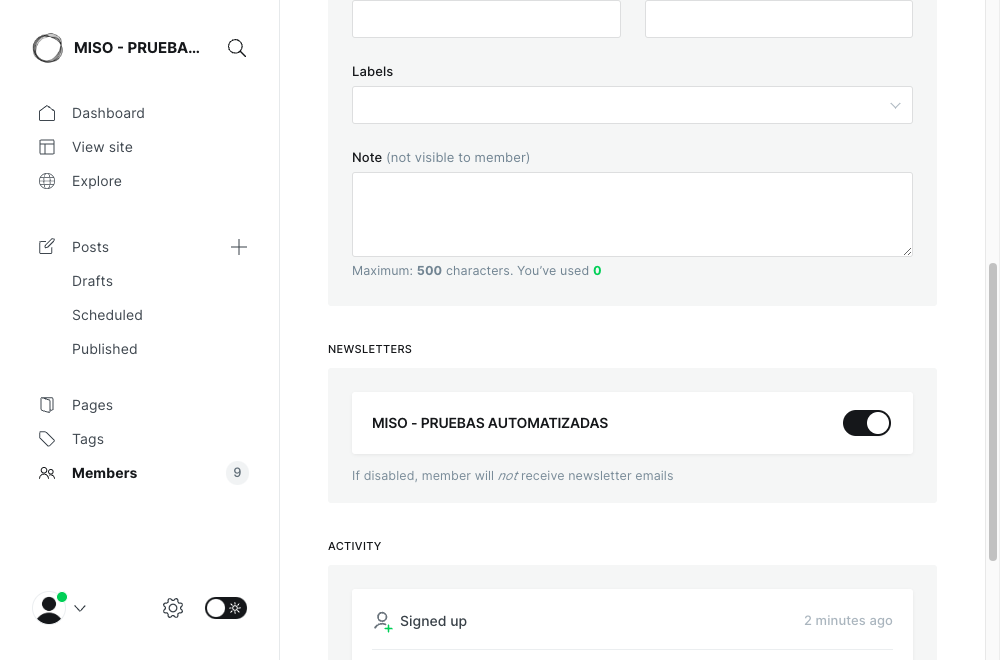 MISO - PRUEBA...
Dashboard
View site
Explore
Posts
Drafts
Scheduled
Published
Pages
Tags
Members 9
Labels
Note (not visible to member)
Maximum: 500 characters. You've used 0
NEWSLETTERS
MISO - PRUEBAS AUTOMATIZADAS
If disabled, member will not receive newsletter emails
ACTIVITY
Signed up 2 minutes ago